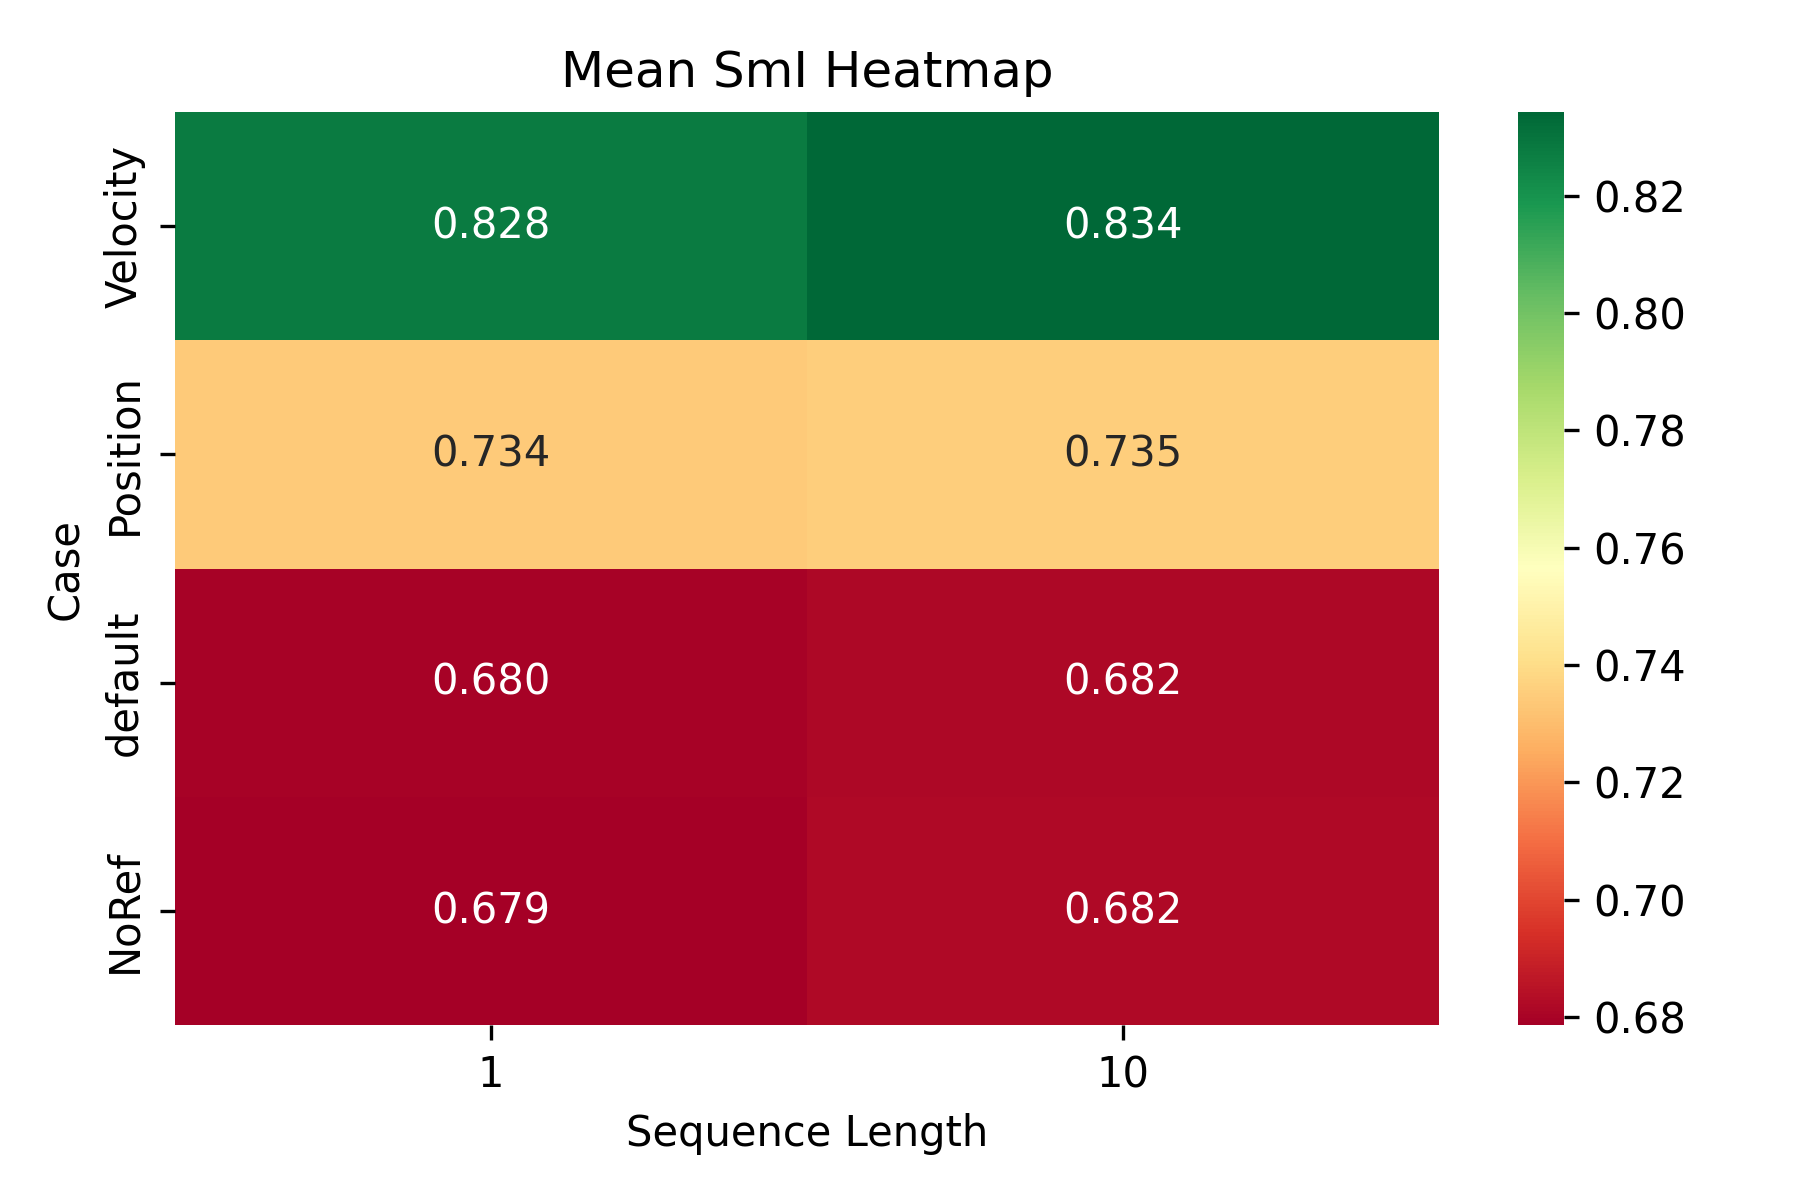 Mean SmI Heatmap
Case
Velocity
0.828 0.834
Position
0.734 0.735
default
0.680 0.682
NoRef
0.679 0.682
1 10
Sequence Length
0.82
0.80
0.78
0.76
0.74
0.72
0.70
0.68